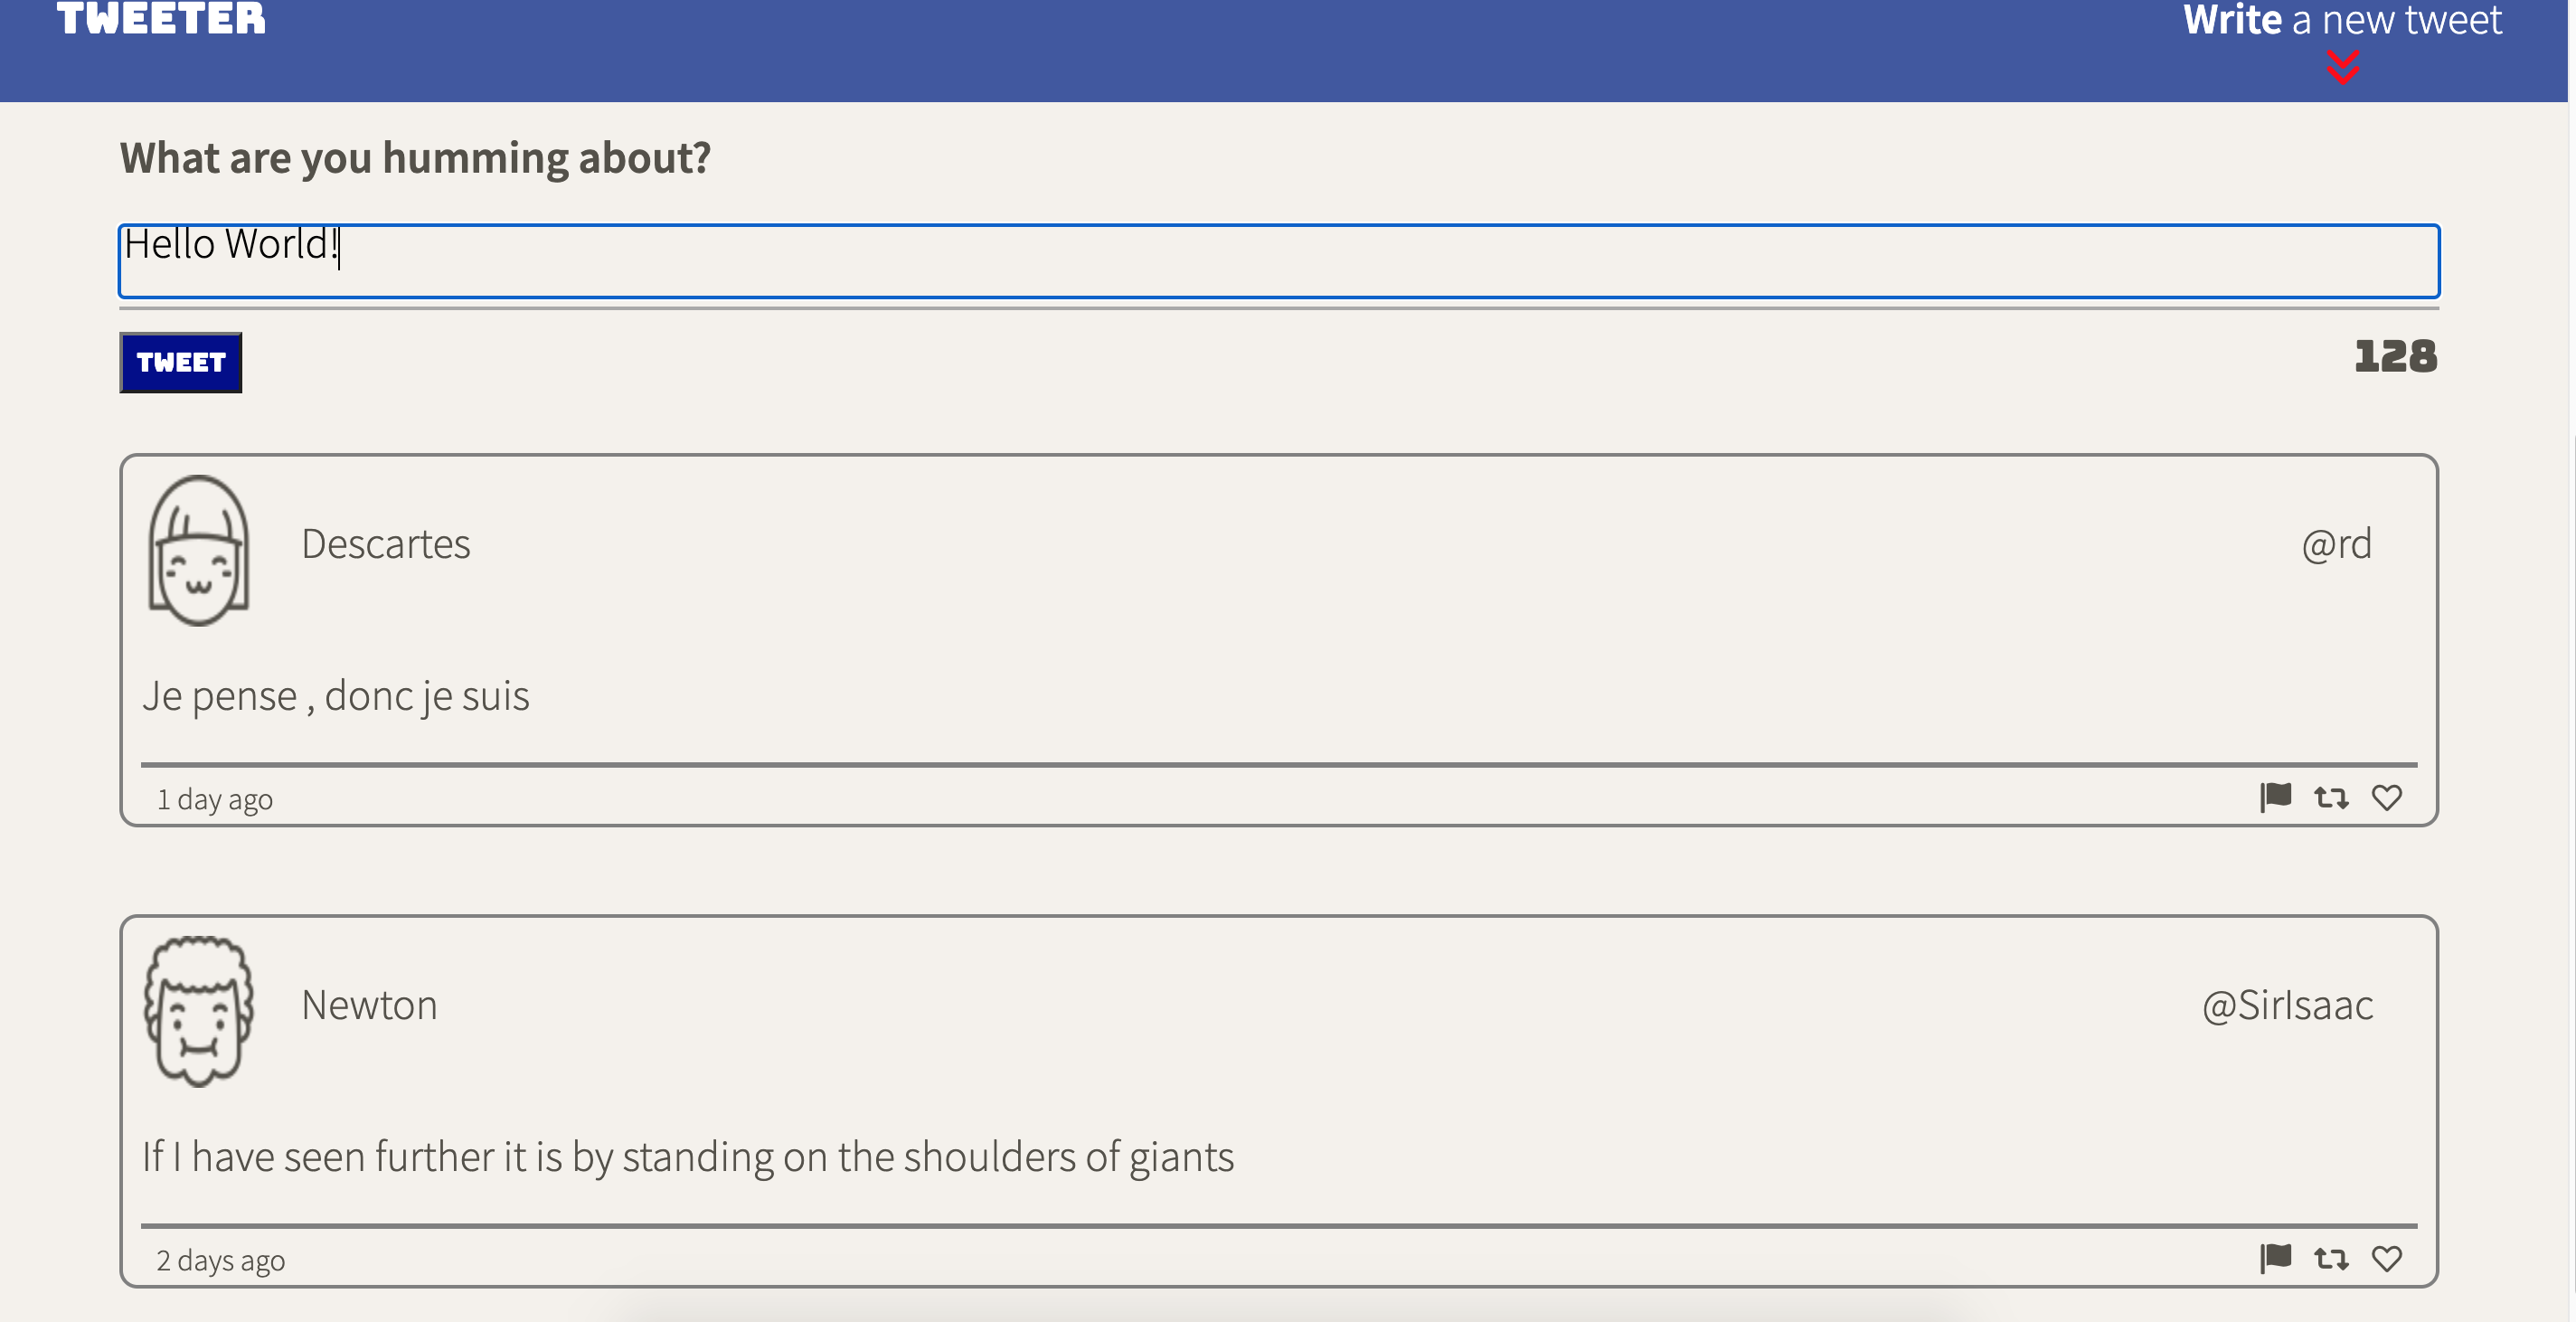 TWEETER
Write a new tweet
What are you humming about?
Hello World!
TWEET
128
Descartes
@rd
Je pense , donc je suis
1 day ago
Newton
@SirIsaac
If I have seen further it is by standing on the shoulders of giants
2 days ago